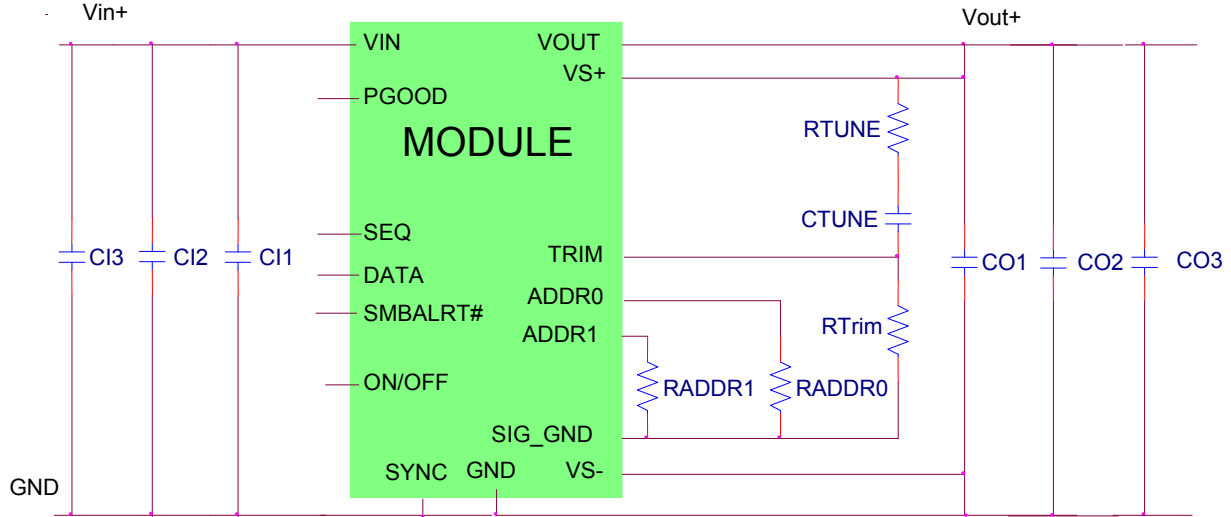 Vin+
Vout+
VIN
VOUT
VS+
PGOOD
RTUNE
MODULE
CTUNE
SEQ
TRIM
CI3
CI2
CI1
CO1
CO2
CO3
DATA
ADDR0
SMBALRT#
ADDR1
RTrim
ON/OFF
RADDR1
RADDR0
SIG_GND
SYNC
GND
VS-
GND